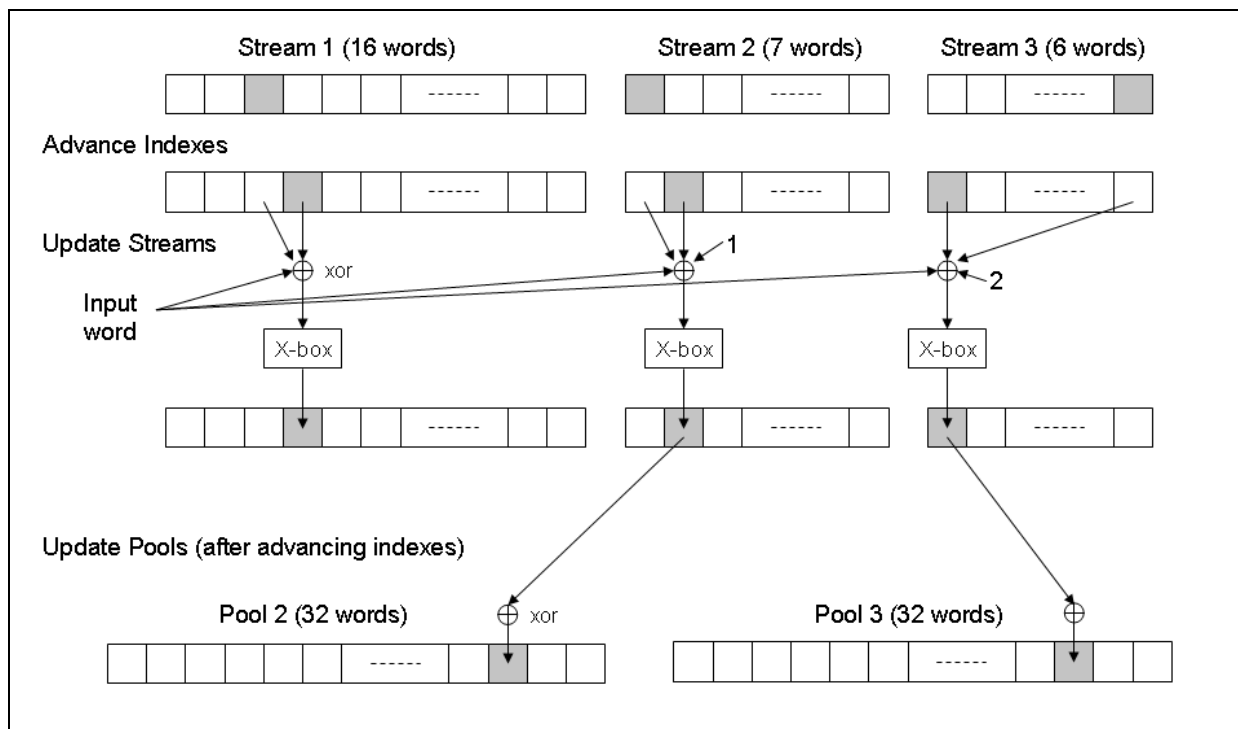 Stream 1 (16 words)
Stream 2 (7 words)
Stream 3 (6 words)
Advance Indexes
Update Streams
1
xor
2
Input
word
X-box
X-box
X-box
Update Pools (after advancing indexes)
Pool 2 (32 words)
xor
Pool 3 (32 words)